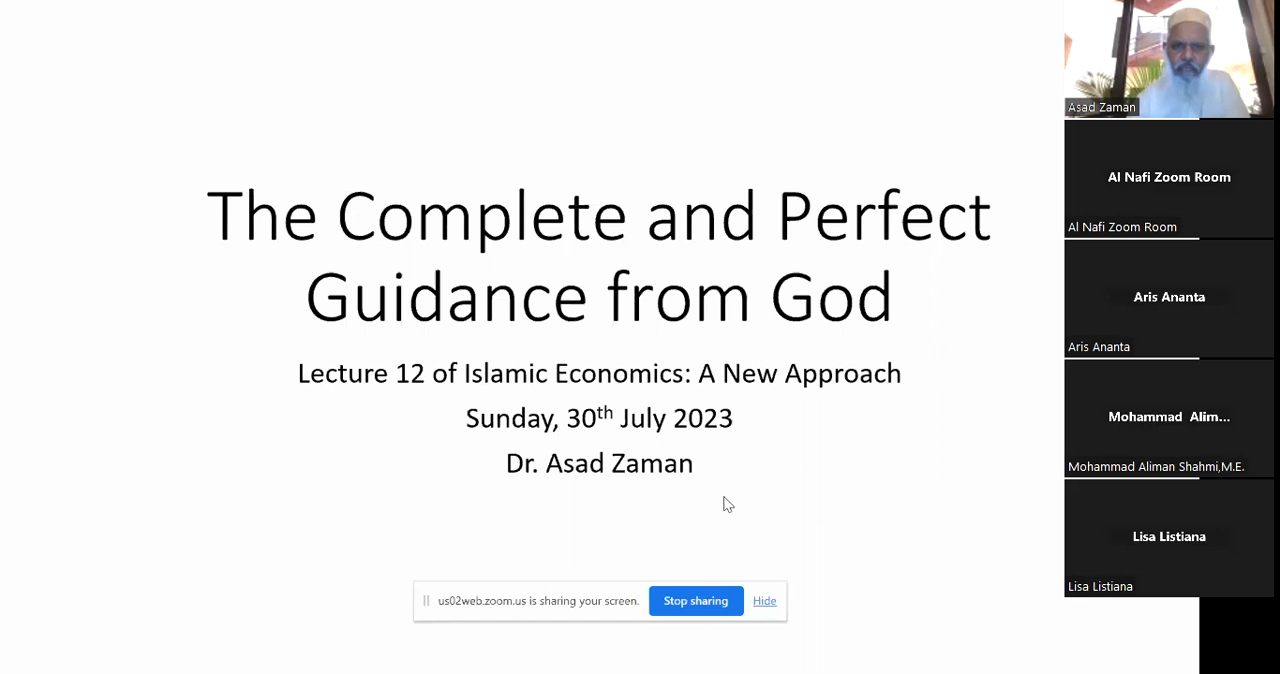 The Complete and Perfect
Guidance from God
Lecture 12 of Islamic Economics: A New Approach
Sunday, 30th July 2023
Dr. Asad Zaman
us02web.zoom.us is sharing your screen. Stop sharing Hide
Asad Zaman
Al Nafi Zoom Room
Al Nafi Zoom Room
Aris Ananta
Aris Ananta
Mohammad Alim...
Mohammad Aliman Shahmi,M.E.
Lisa Listiana
Lisa Listiana